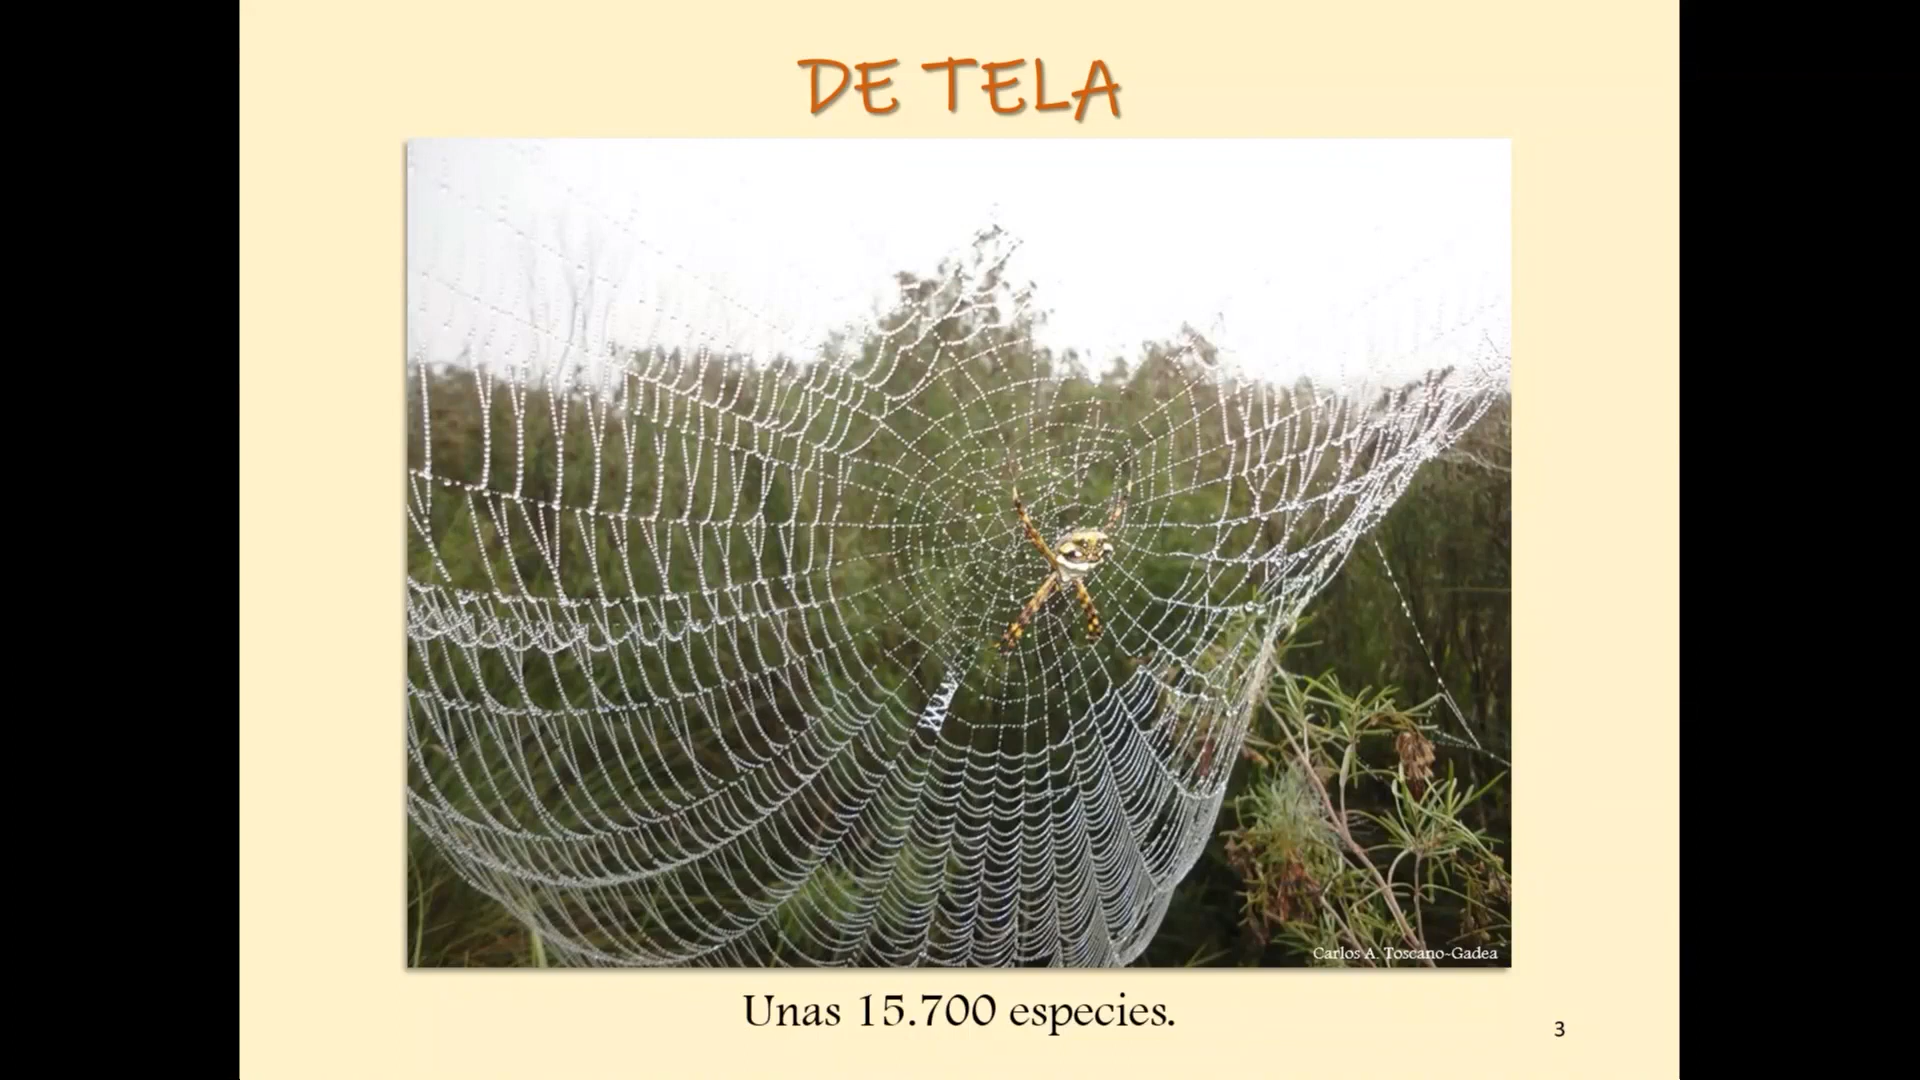 DE TELA
Carlos A. Toscano-Gadea
Unas 15.700 especies.
3